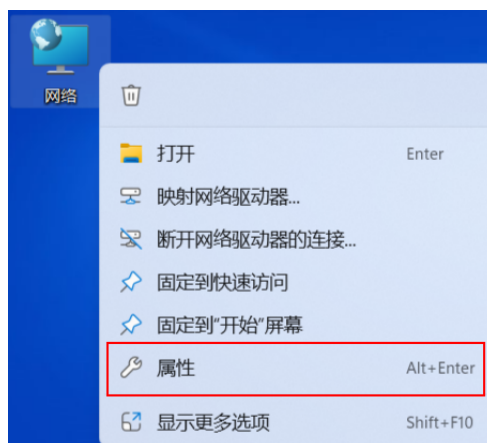 网络
打开 Enter
映射网络驱动器...
断开网络驱动器的连接...
固定到快速访问
固定到"开始"屏幕
属性 Alt+Enter
显示更多选项 Shift+F10